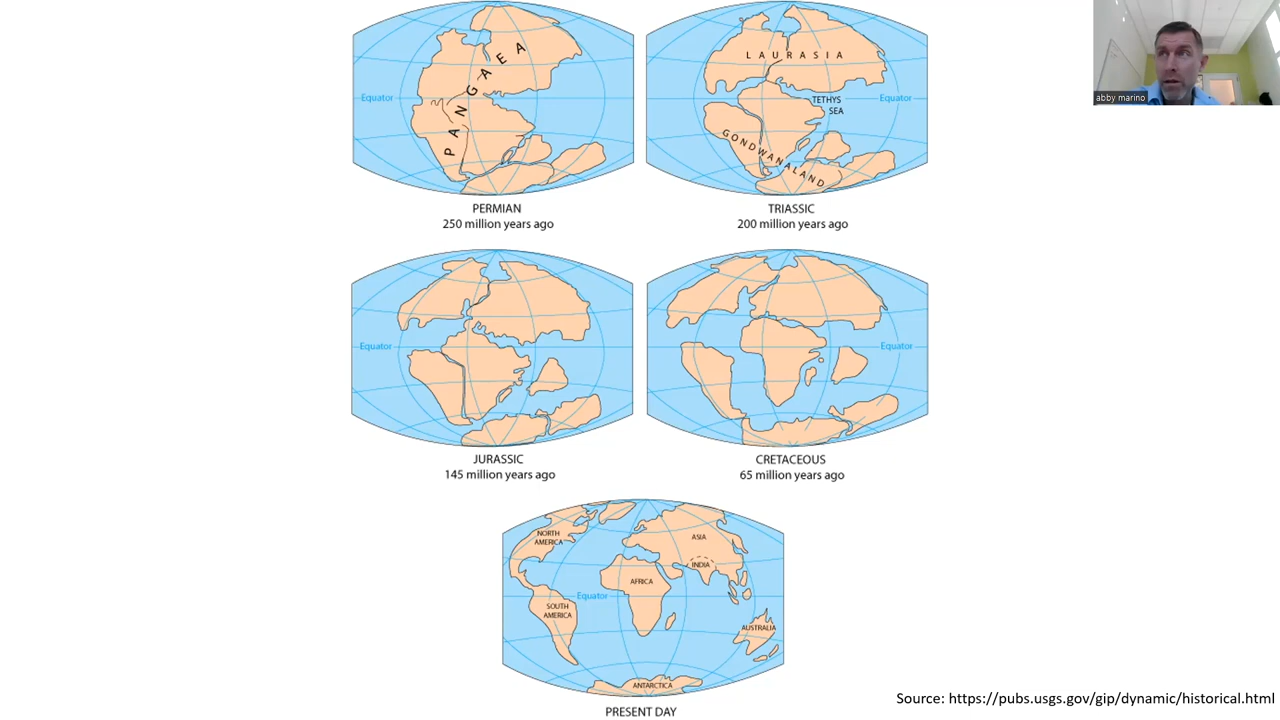 PANGAEA
Equator
LAURASIA
TETHYS
SEA
Equator
GONDWANALAND
abby marino
PERMIAN
250 million years ago
TRIASSIC
200 million years ago
Equator
Equator
JURASSIC
145 million years ago
CRETACEOUS
65 million years ago
NORTH
AMERICA
ASIA
INDIA
AFRICA
Equator
SOUTH
AMERICA
AUSTRALIA
ANTARCTICA
PRESENT DAY
Source: https://pubs.usgs.gov/gip/dynamic/historical.html